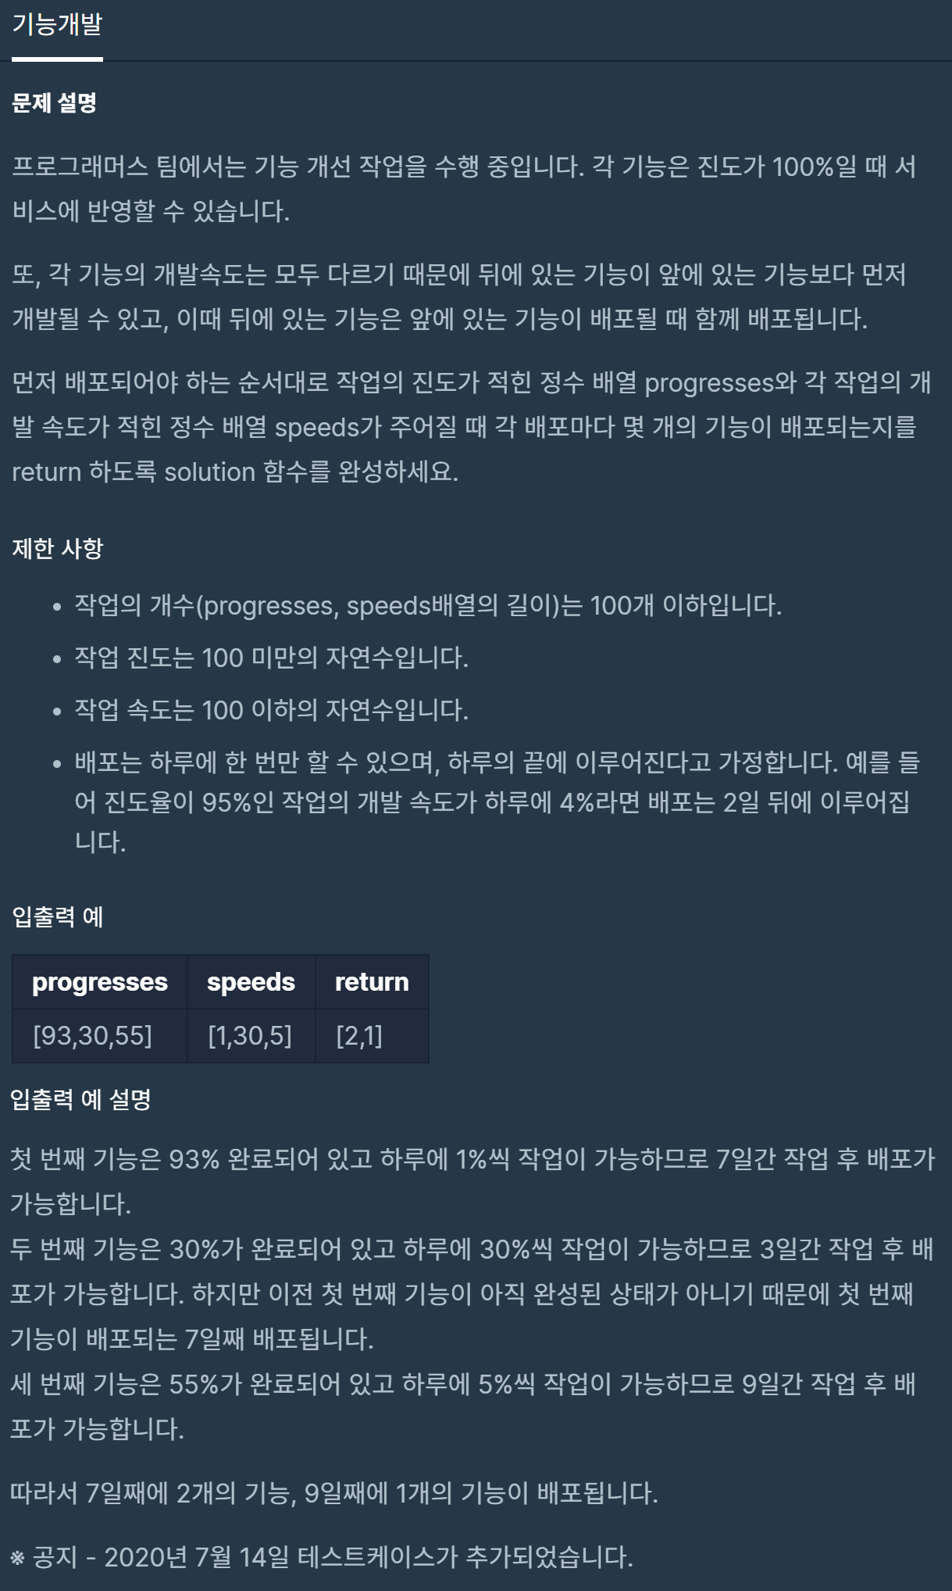 기능개발
문제 설명
프로그래머스 팀에서는 기능 개선 작업을 수행 중입니다. 각 기능은 진도가 100%일 때 서
비스에 반영할 수 있습니다.
또, 각 기능의 개발속도는 모두 다르기 때문에 뒤에 있는 기능이 앞에 있는 기능보다 먼저
개발될 수 있고, 이때 뒤에 있는 기능은 앞에 있는 기능이 배포될 때 함께 배포됩니다.
먼저 배포되어야 하는 순서대로 작업의 진도가 적힌 정수 배열 progresses와 각 작업의 개
발 속도가 적힌 정수 배열 speeds가 주어질 때 각 배포마다 몇 개의 기능이 배포되는지를
return 하도록 solution 함수를 완성하세요.
제한 사항
• 작업의 개수(progresses, speeds배열의 길이)는 100개 이하입니다.
• 작업 진도는 100 미만의 자연수입니다.
• 작업 속도는 100 이하의 자연수입니다.
• 배포는 하루에 한 번만 할 수 있으며, 하루의 끝에 이루어진다고 가정합니다. 예를 들
어 진도율이 95%인 작업의 개발 속도가 하루에 4%라면 배포는 2일 뒤에 이루어집
니다.
입출력 예
progresses speeds return
[93,30,55] [1,30,5] [2,1]
입출력 예 설명
첫 번째 기능은 93% 완료되어 있고 하루에 1%씩 작업이 가능하므로 7일간 작업 후 배포가
가능합니다.
두 번째 기능은 30%가 완료되어 있고 하루에 30%씩 작업이 가능하므로 3일간 작업 후 배
포가 가능합니다. 하지만 이전 첫 번째 기능이 아직 완성된 상태가 아니기 때문에 첫 번째
기능이 배포되는 7일째 배포됩니다.
세 번째 기능은 55%가 완료되어 있고 하루에 5%씩 작업이 가능하므로 9일간 작업 후 배
포가 가능합니다.
따라서 7일째에 2개의 기능, 9일째에 1개의 기능이 배포됩니다.
※ 공지 - 2020년 7월 14일 테스트케이스가 추가되었습니다.